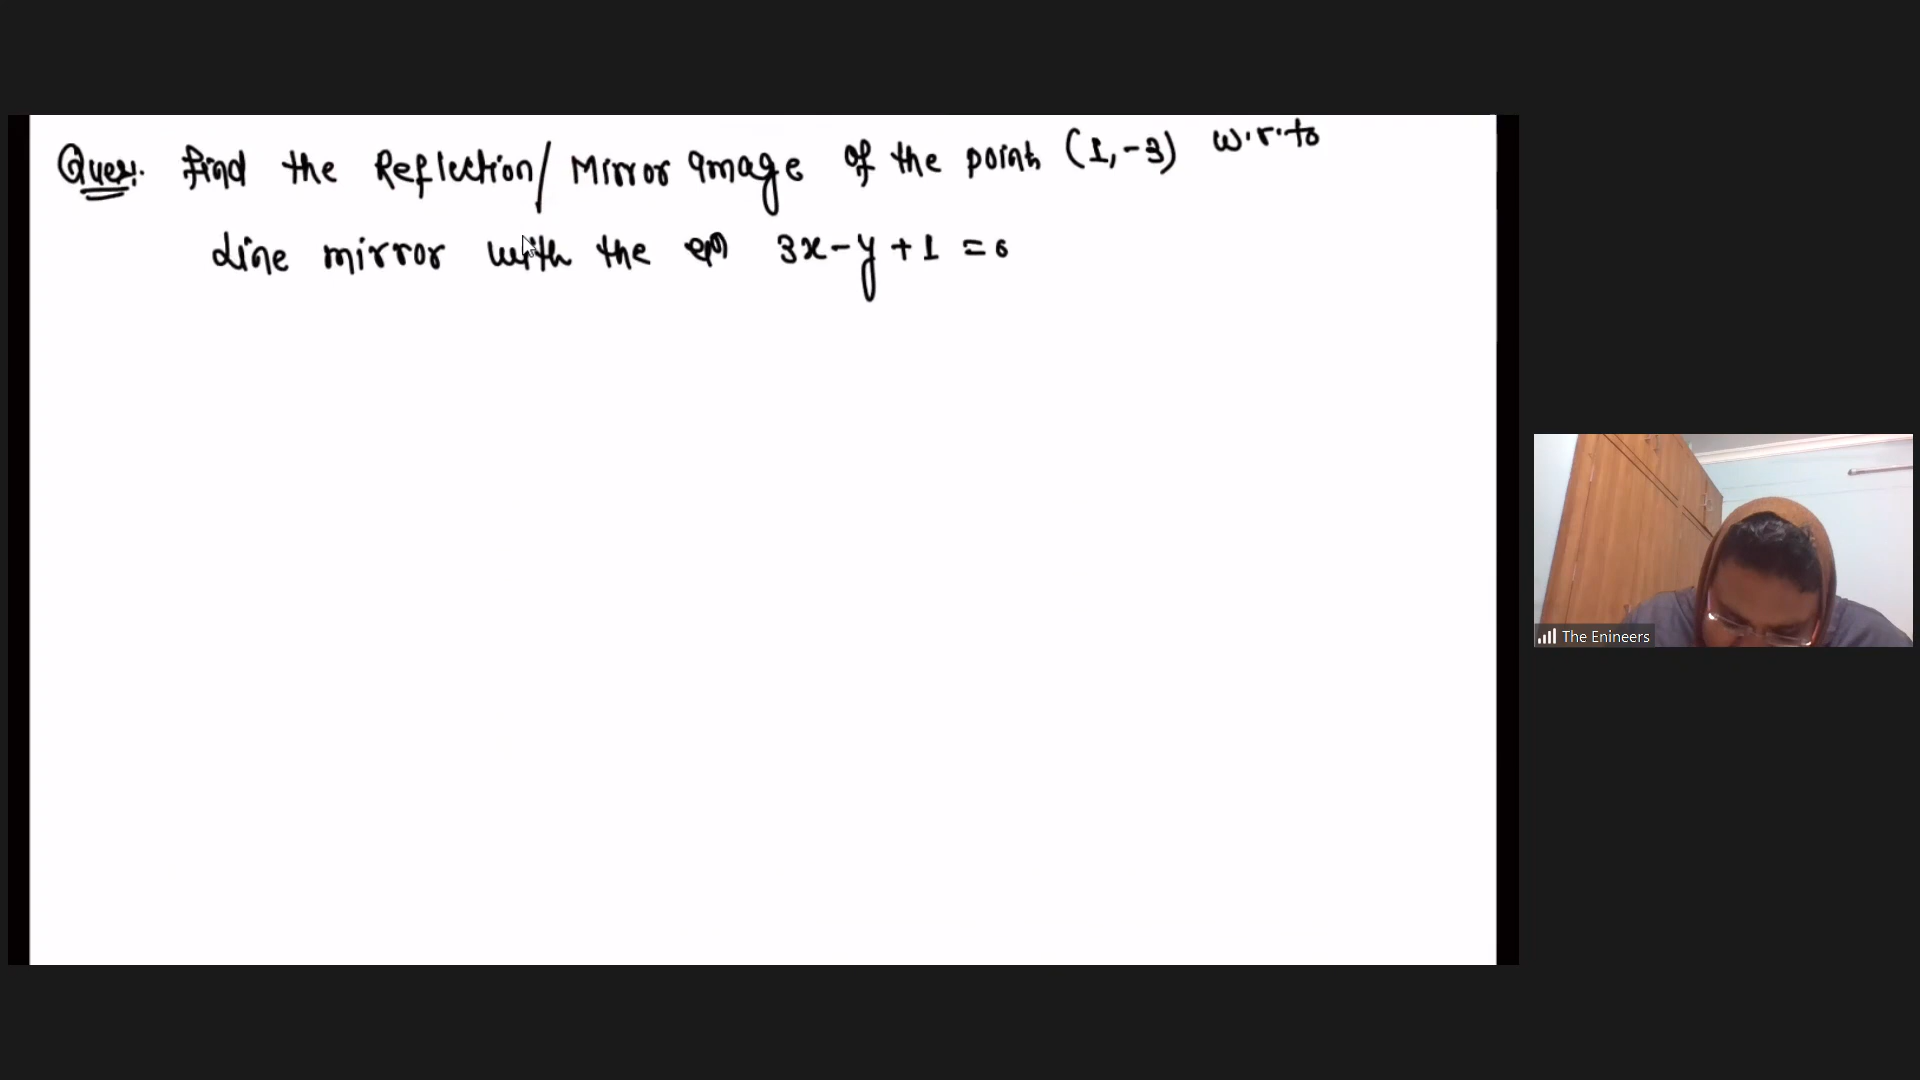 Ques:. find the Reflection/ Mirror Image of the point (1,-3) w.r.to
Line mirror with the eqn 3x-y+1=0
The Enineers